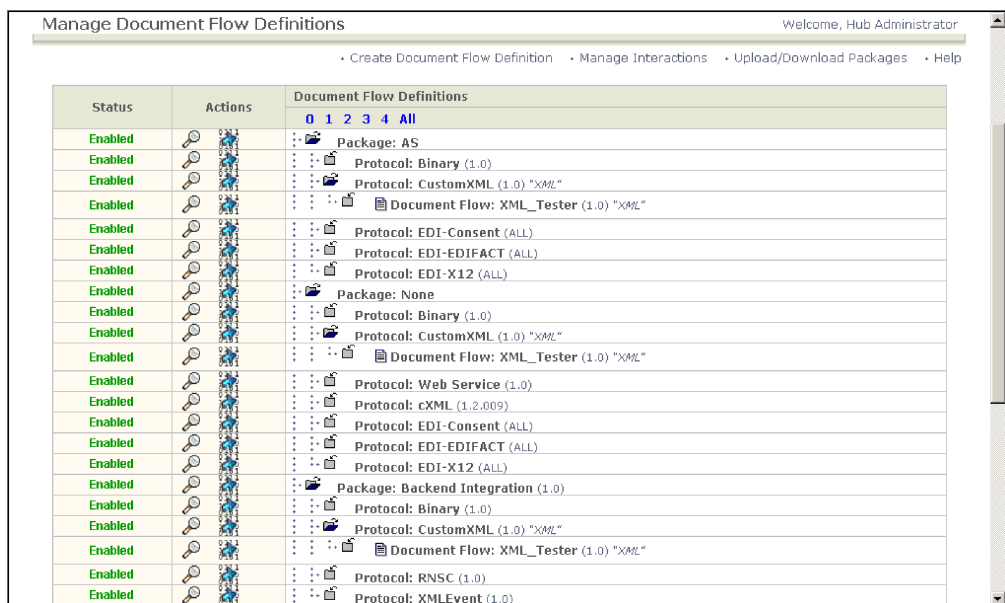 Manage Document Flow Definitions
Welcome, Hub Administrator
Create Document Flow Definition
Manage Interactions
Upload/Download Packages
Help
Status
Actions
Document Flow Definitions
0 1 2 3 4 All
Enabled Package: AS
Enabled Protocol: Binary (1.0)
Enabled Protocol: CustomXML (1.0) "XML"
Enabled Document Flow: XML_Tester (1.0) "XML"
Enabled Protocol: EDI-Consent (ALL)
Enabled Protocol: EDI-EDIFACT (ALL)
Enabled Protocol: EDI-X12 (ALL)
Enabled Package: None
Enabled Protocol: Binary (1.0)
Enabled Protocol: CustomXML (1.0) "XML"
Enabled Document Flow: XML_Tester (1.0) "XML"
Enabled Protocol: Web Service (1.0)
Enabled Protocol: cXML (1.2.009)
Enabled Protocol: EDI-Consent (ALL)
Enabled Protocol: EDI-EDIFACT (ALL)
Enabled Protocol: EDI-X12 (ALL)
Enabled Package: Backend Integration (1.0)
Enabled Protocol: Binary (1.0)
Enabled Protocol: CustomXML (1.0) "XML"
Enabled Document Flow: XML_Tester (1.0) "XML"
Enabled Protocol: RNSC (1.0)
Enabled Protocol: XMLEvent (1.0)